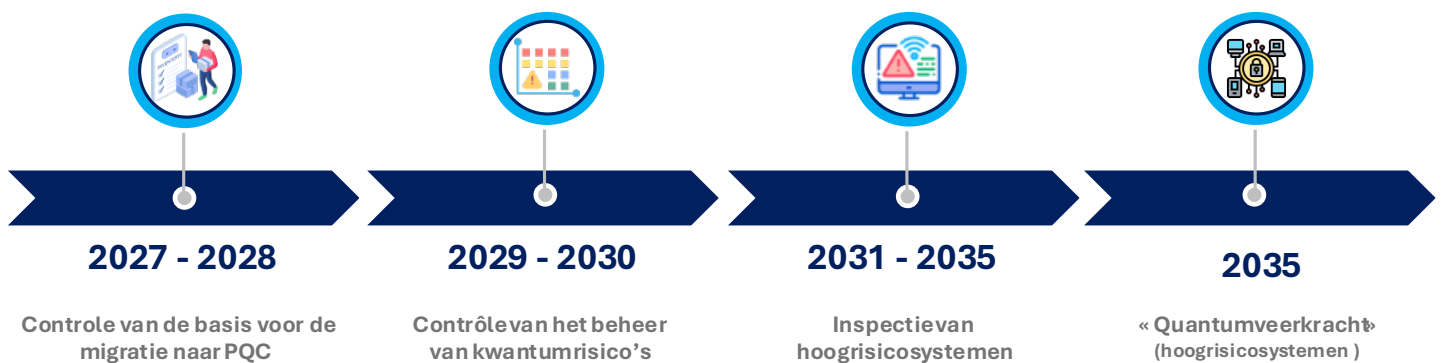 2027 - 2028
2029 - 2030
2031 - 2035
2035
Controle van de basis voor de
migratie naar PQC
Contrôle van het beheer
van kwantumrisico's
Inspectie van
hoogrisicosystemen
« Quantumveerkracht»
(hoogrisicosystemen )